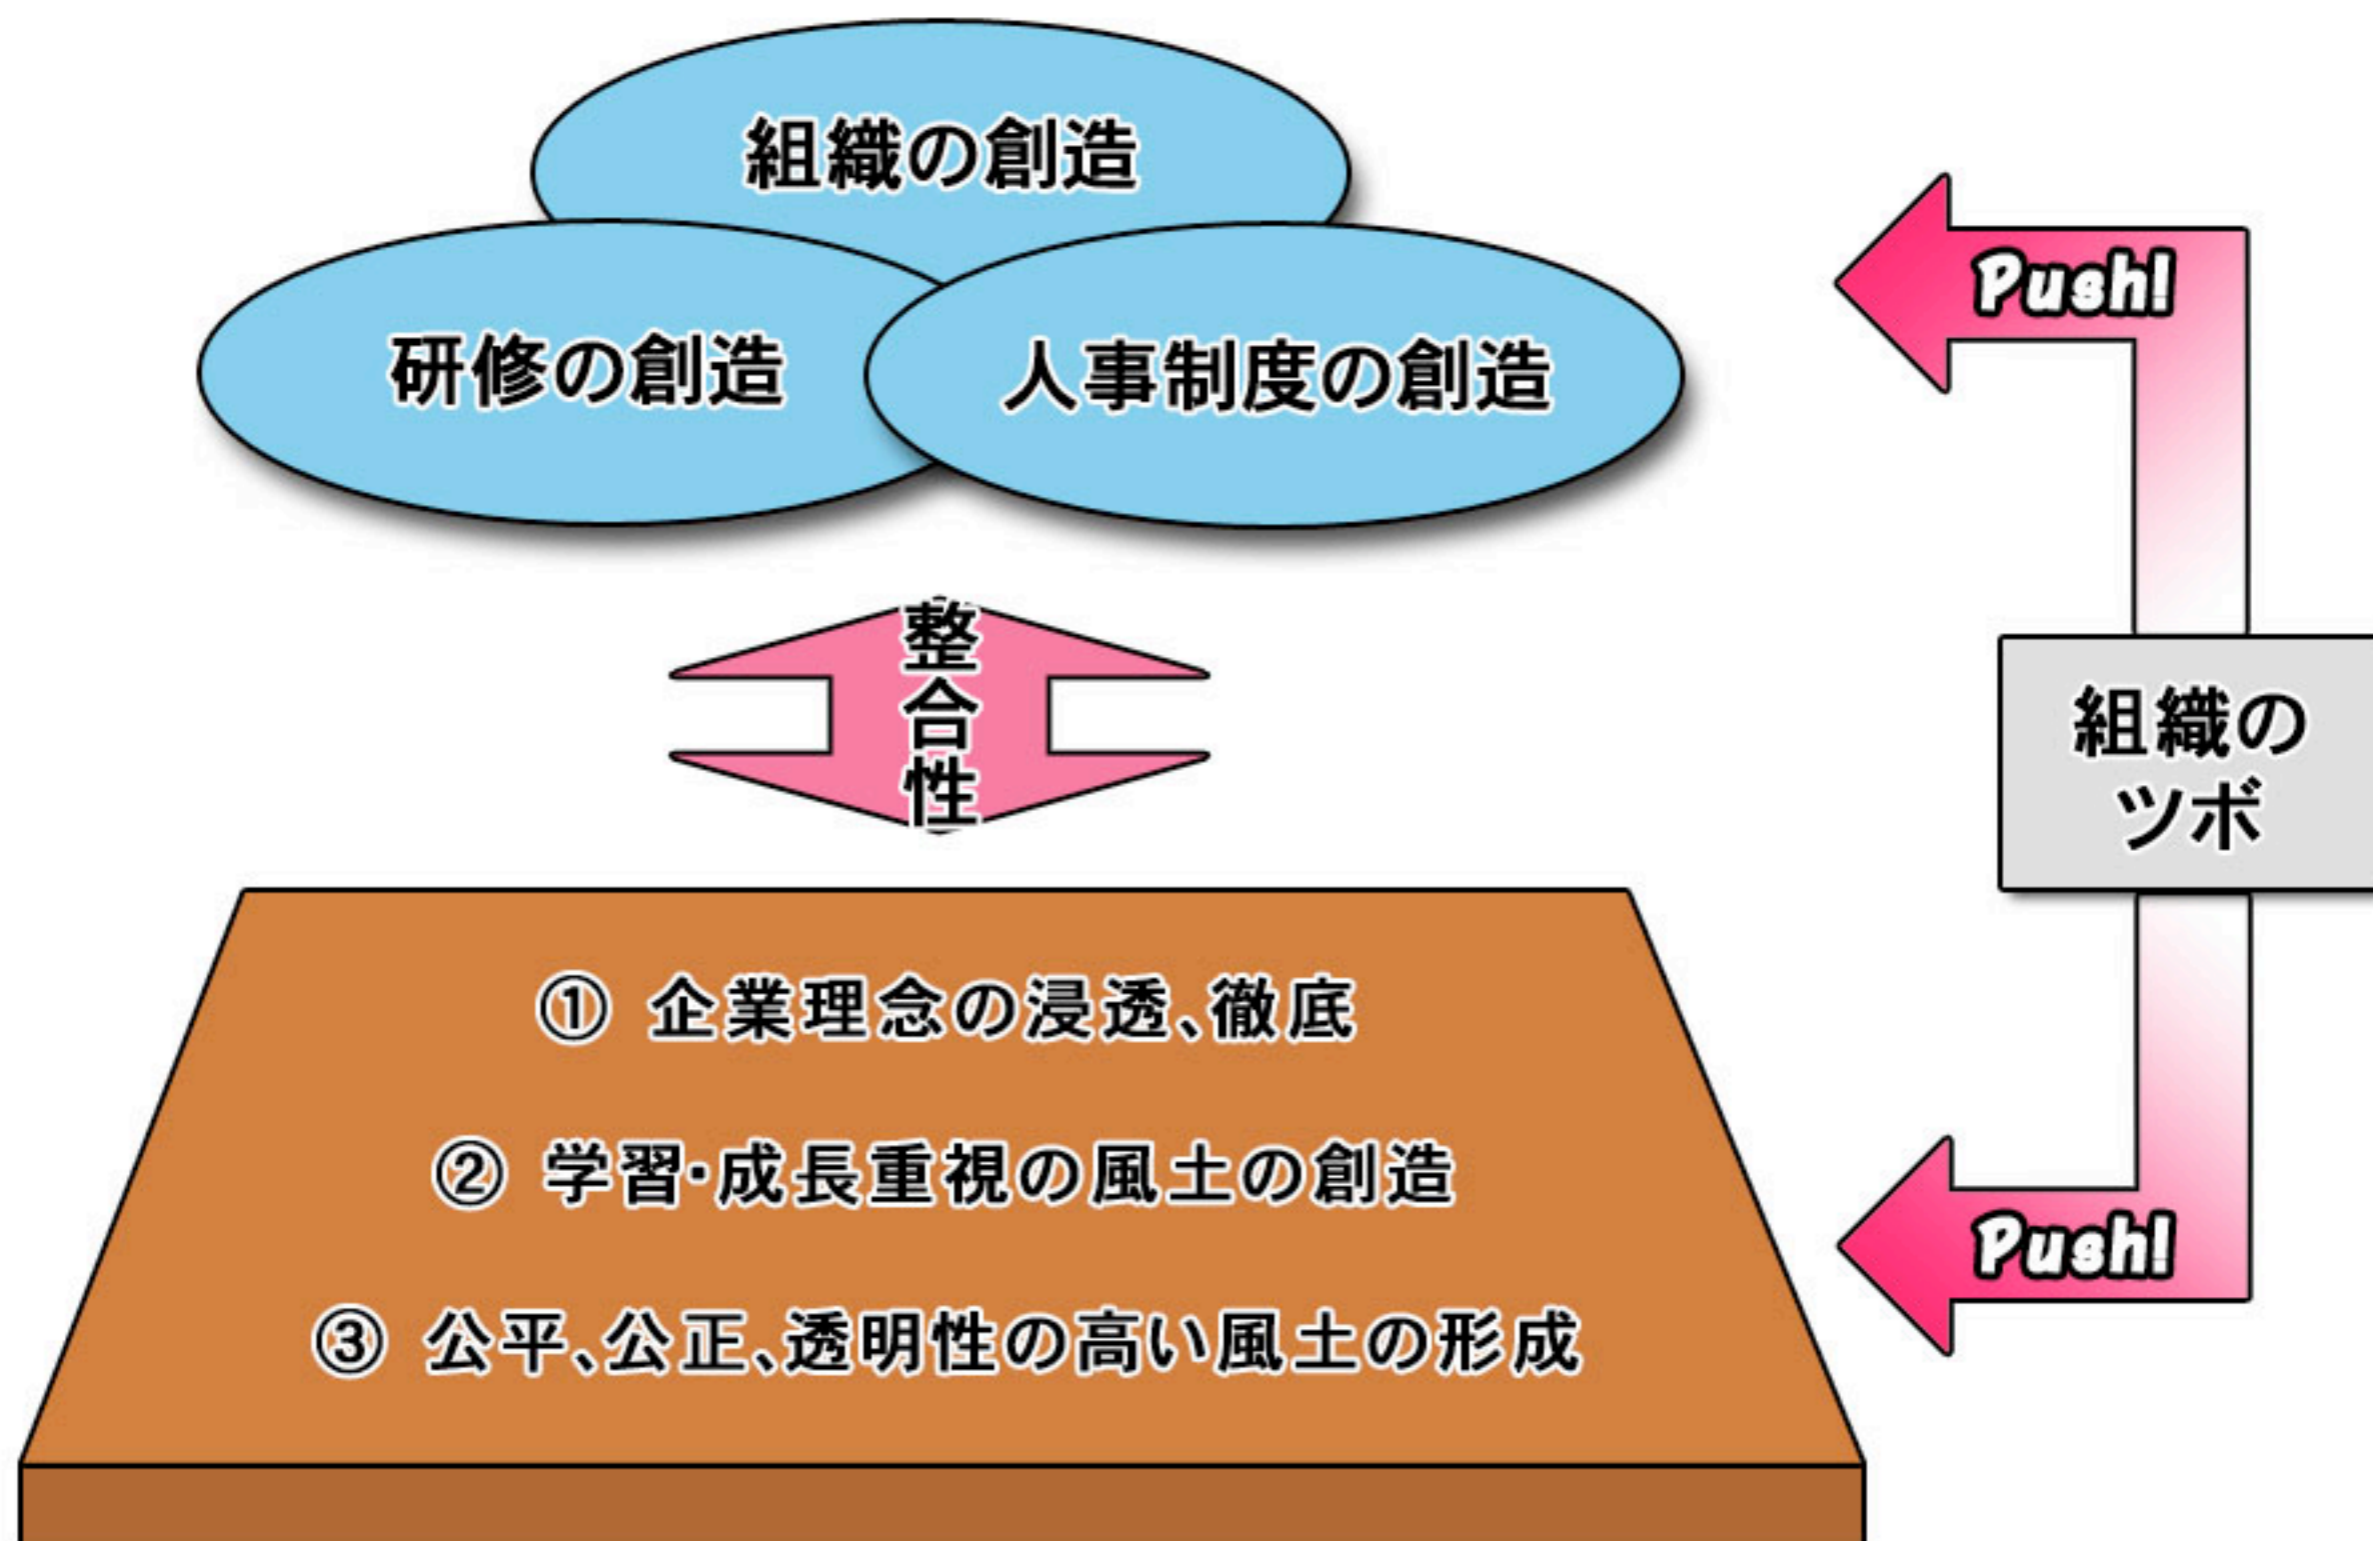 組織の創造
研修の創造
人事制度の創造
Push!
整合性
組織の
ツボ
① 企業理念の浸透、徹底
② 学習・成長重視の風土の創造
③ 公平、公正、透明性の高い風土の形成
Push!